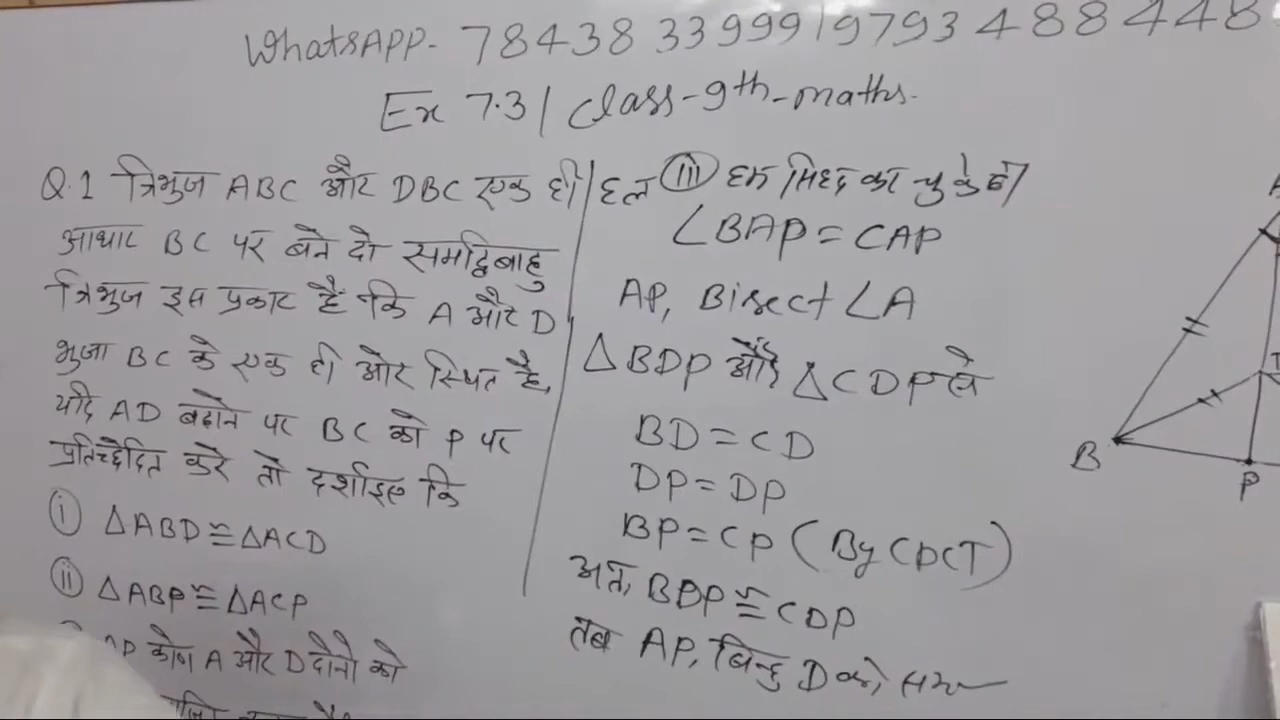 WhatsAPP- 7843833999/9793488448
Ex 7.3 / Class-9th-maths.
Q.1 त्रिभुज ABC और DBC एक ही
आधार BC पर बने दो समद्विबाहु
त्रिभुज इस प्रकार है कि A और D
भुजा BC के एक ही ओर स्थित है,
यदि AD बढाने पर BC को P पर
प्रतिच्छेदित करे तो दर्शाइए कि
(i) △ABD≅△ACD
(ii) △ABP≅△ACP
AP कोण A और D दोनो को
हल (iii) हम सिद्ध कर चुके है
∠BAP=CAP
AP, Bisect ∠A
△BDP और △CDP से
BD=CD
DP=DP
BP=CP (By CPCT)
अत, BDP≅CDP
तब AP, बिन्दु D को,
B
P